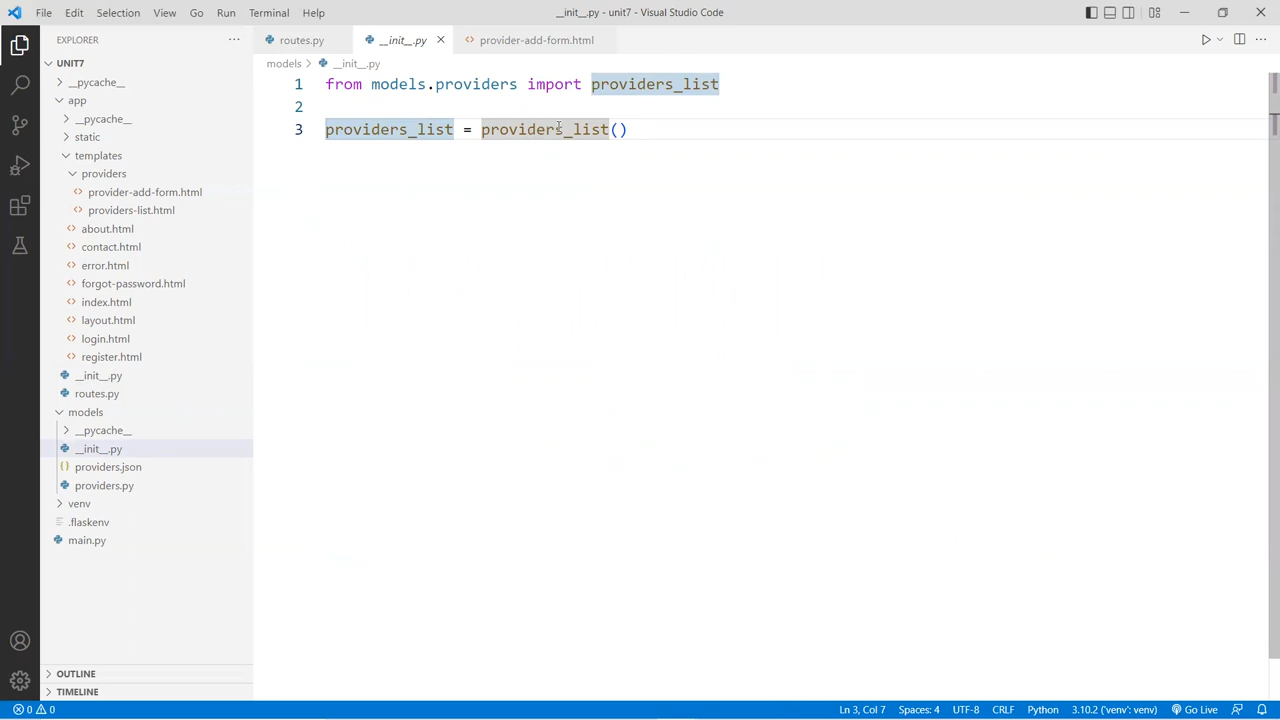 File Edit Selection View Go Run Terminal Help
__init__.py - unit7 - Visual Studio Code
EXPLORER
routes.py
__init__.py
provider-add-form.html
UNIT7
models
__init__.py
__pycache__
app
__pycache__
static
templates
providers
provider-add-form.html
providers-list.html
about.html
contact.html
error.html
forgot-password.html
index.html
layout.html
login.html
register.html
__init__.py
routes.py
models
__pycache__
__init__.py
providers.json
providers.py
venv
.flaskenv
main.py
OUTLINE
TIMELINE
1 from models.providers import providers_list
2
3 providers_list = providers_list()
0 0
Ln 3, Col 7
Spaces: 4
UTF-8
CRLF
Python
3.10.2 ('venv': venv)
Go Live